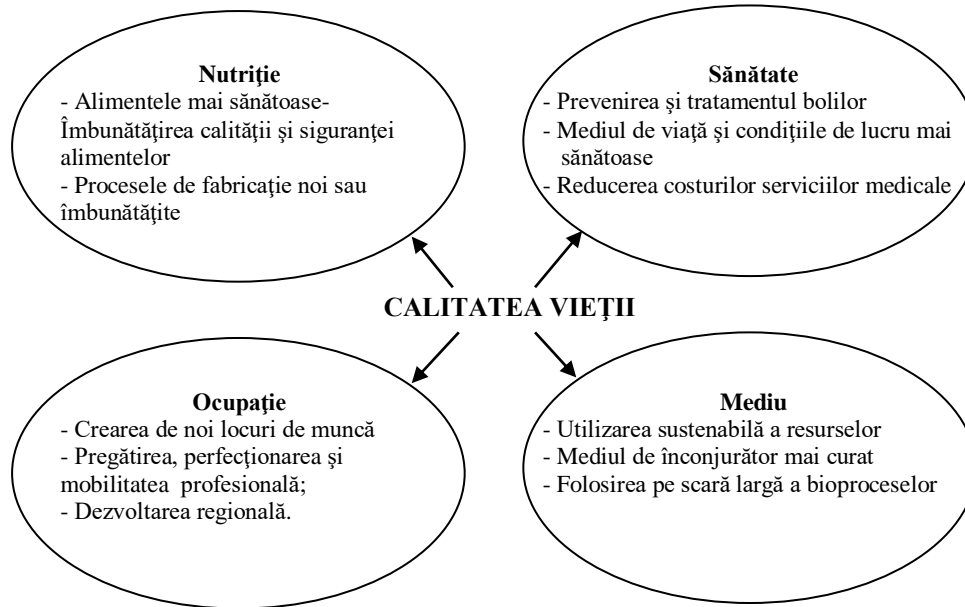 Nutriţie
- Alimentele mai sănătoase-
Îmbunătăţirea calităţii şi siguranţei
alimentelor
- Procesele de fabricaţie noi sau
îmbunătăţite
Sănătate
- Prevenirea şi tratamentul bolilor
- Mediul de viaţă şi condiţiile de lucru mai
sănătoase
- Reducerea costurilor serviciilor medicale
CALITATEA VIEŢII
Ocupaţie
- Crearea de noi locuri de muncă
- Pregătirea, perfecţionarea şi
mobilitatea profesională;
- Dezvoltarea regională.
Mediu
- Utilizarea sustenabilă a resurselor
- Mediul de înconjurător mai curat
- Folosirea pe scară largă a bioproceselor